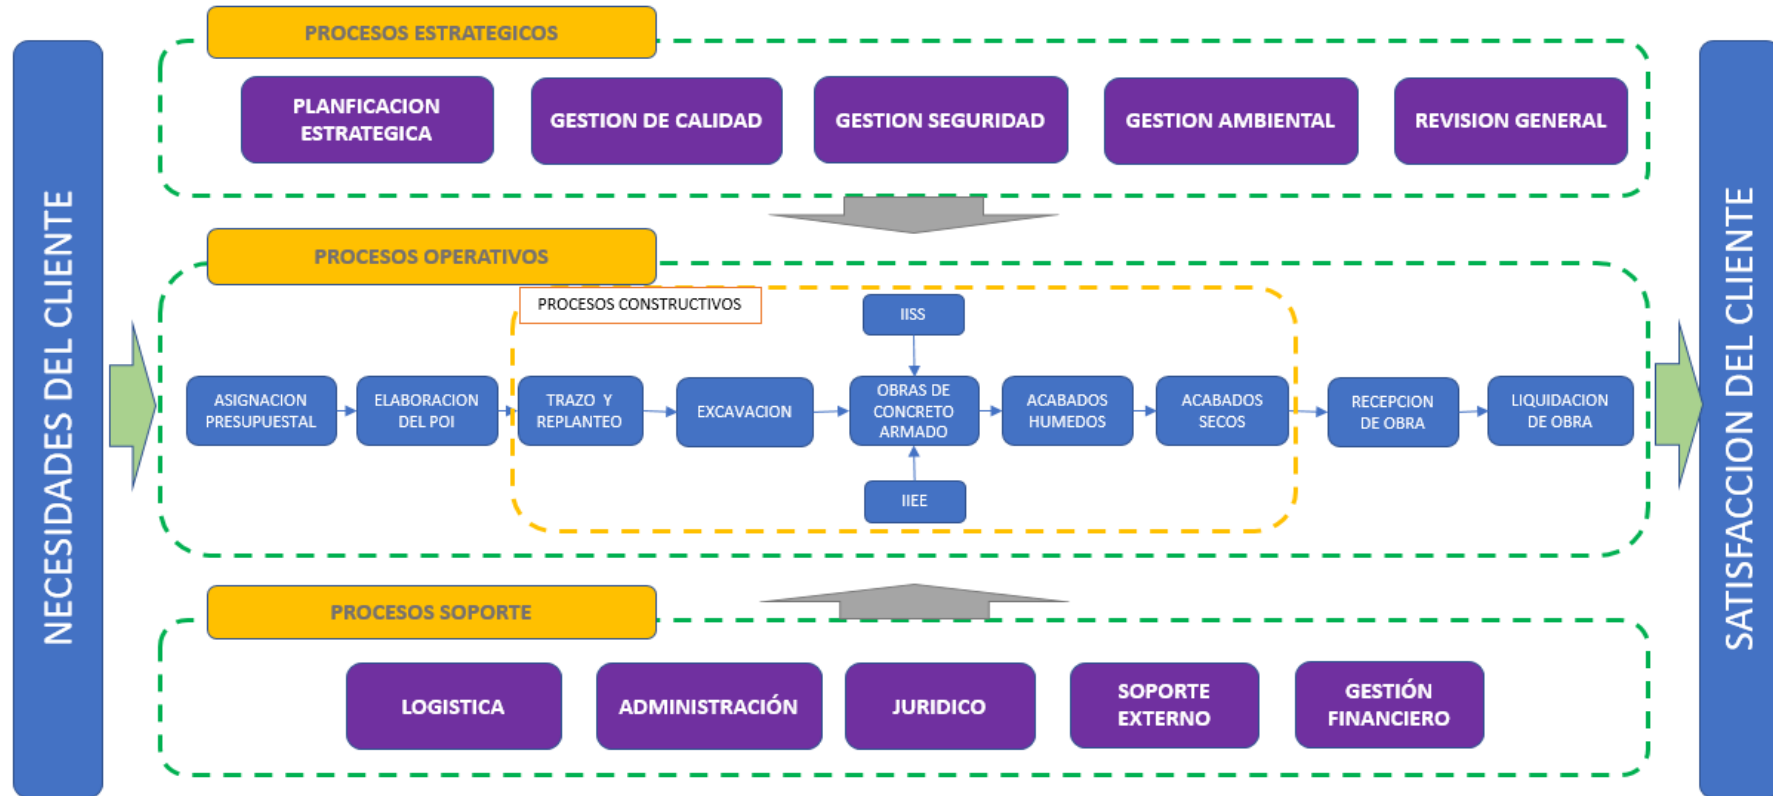 PROCESOS ESTRATEGICOS
PLANFICACION
ESTRATEGICA
GESTION DE CALIDAD
GESTION SEGURIDAD
GESTION AMBIENTAL
REVISION GENERAL
NECESIDADES DEL CLIENTE
PROCESOS OPERATIVOS
PROCESOS CONSTRUCTIVOS
IISS
ASIGNACION
PRESUPUESTAL
ELABORACION
DEL POI
TRAZO Y
REPLANTEO
EXCAVACION
OBRAS DE
CONCRETO
ARMADO
ACABADOS
HUMEDOS
ACABADOS
SECOS
RECEPCION
DE OBRA
LIQUIDACION
DE OBRA
IIEE
SATISFACCION DEL CLIENTE
PROCESOS SOPORTE
LOGISTICA
ADMINISTRACIÓN
JURIDICO
SOPORTE
EXTERNO
GESTIÓN
FINANCIERO